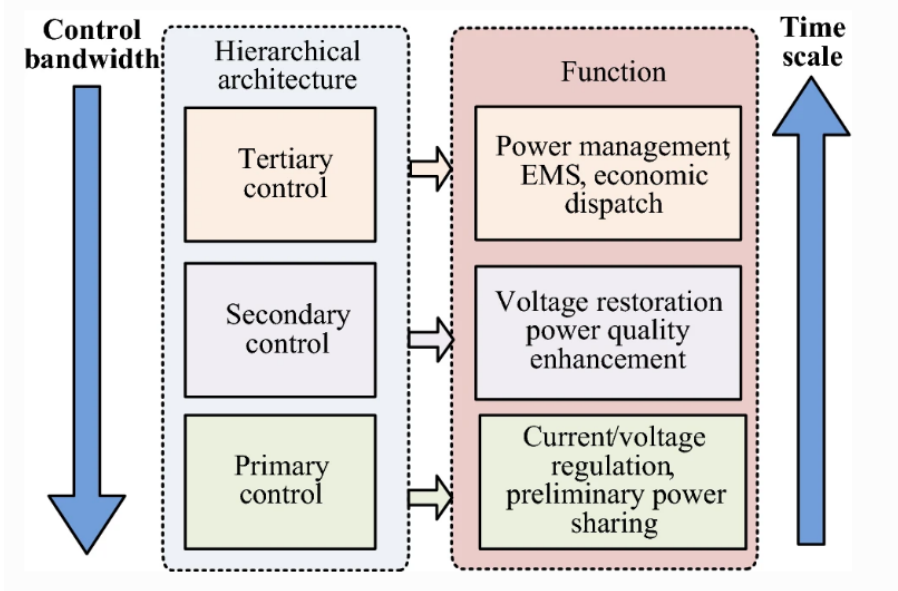 Control
bandwidth
Hierarchical
architecture
Function
Time
scale
Tertiary
control
Power management,
EMS, economic
dispatch
Secondary
control
Voltage restoration
power quality
enhancement
Primary
control
Current/voltage
regulation,
preliminary power
sharing